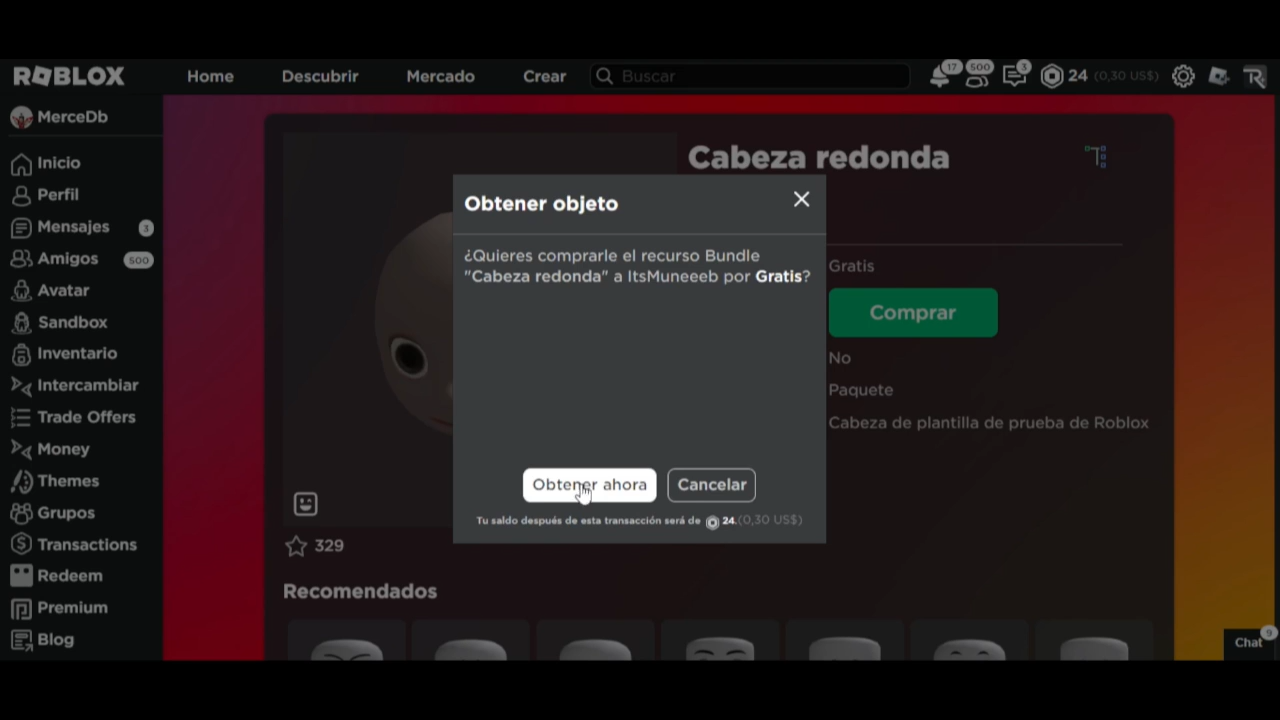 ROBLOX
Home
Descubrir
Mercado
Crear
Buscar
17
500
3
24
(0,30 US$)
MerceDb
Inicio
Perfil
Mensajes
3
Amigos
500
Avatar
Sandbox
Inventario
Intercambiar
Trade Offers
Money
Themes
Grupos
Transactions
Redeem
Premium
Blog
Cabeza redonda
Gratis
Comprar
No
Paquete
Cabeza de plantilla de prueba de Roblox
329
Recomendados
Obtener objeto
¿Quieres comprarle el recurso Bundle
"Cabeza redonda" a ItsMuneeeb por Gratis?
Obtener ahora
Cancelar
Tu saldo después de esta transacción será de 24.(0,30 US$)
Chat
9